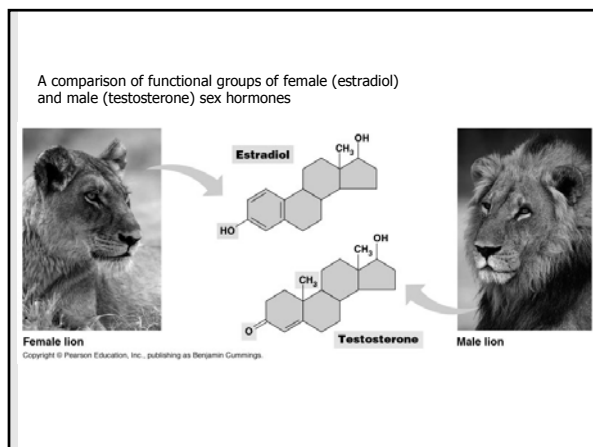 A comparison of functional groups of female (estradiol)
and male (testosterone) sex hormones
Estradiol
OH
CH₃
HO
OH
CH₃
CH₃
O
Testosterone
Female lion
Male lion
Copyright © Pearson Education, Inc., publishing as Benjamin Cummings.